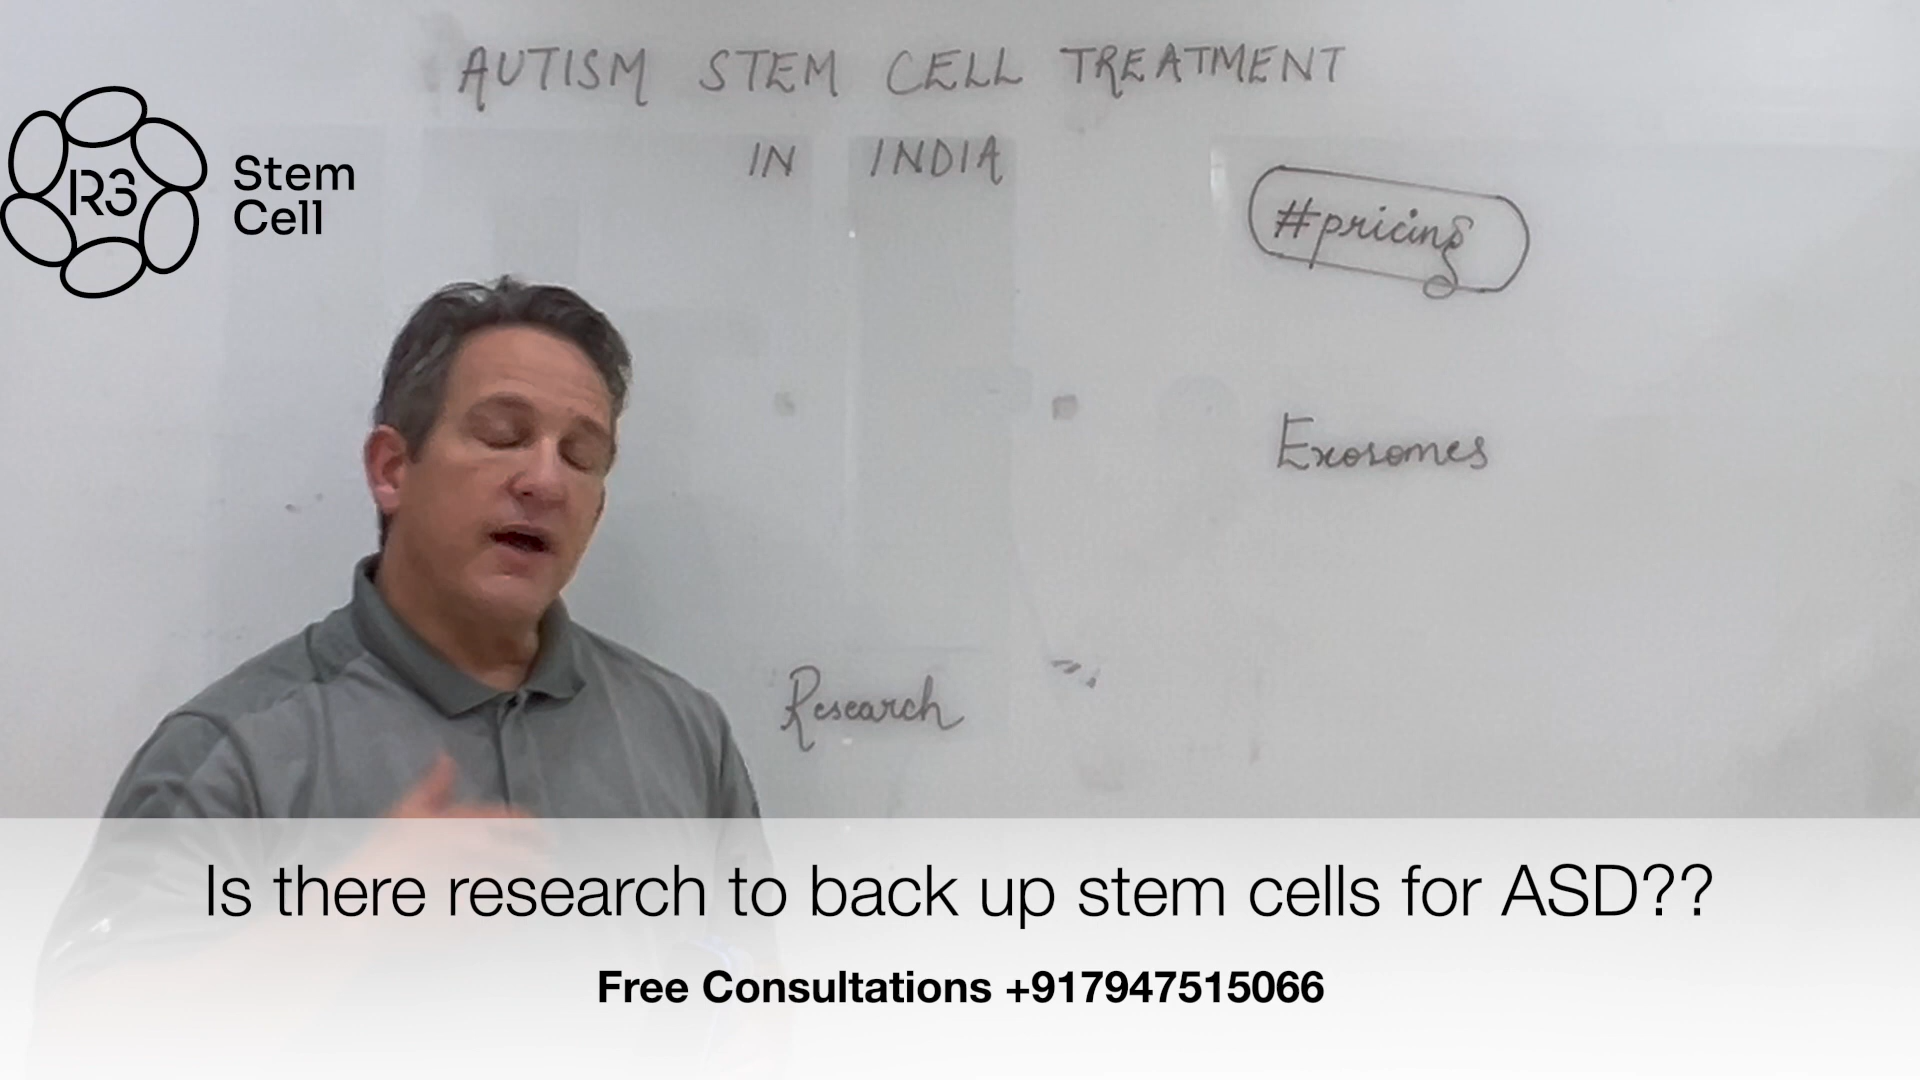 AUTISM STEM CELL TREATMENT
IN INDIA
R3 Stem
Cell
#pricing
Exosomes
Research
Is there research to back up stem cells for ASD??
Free Consultations +917947515066